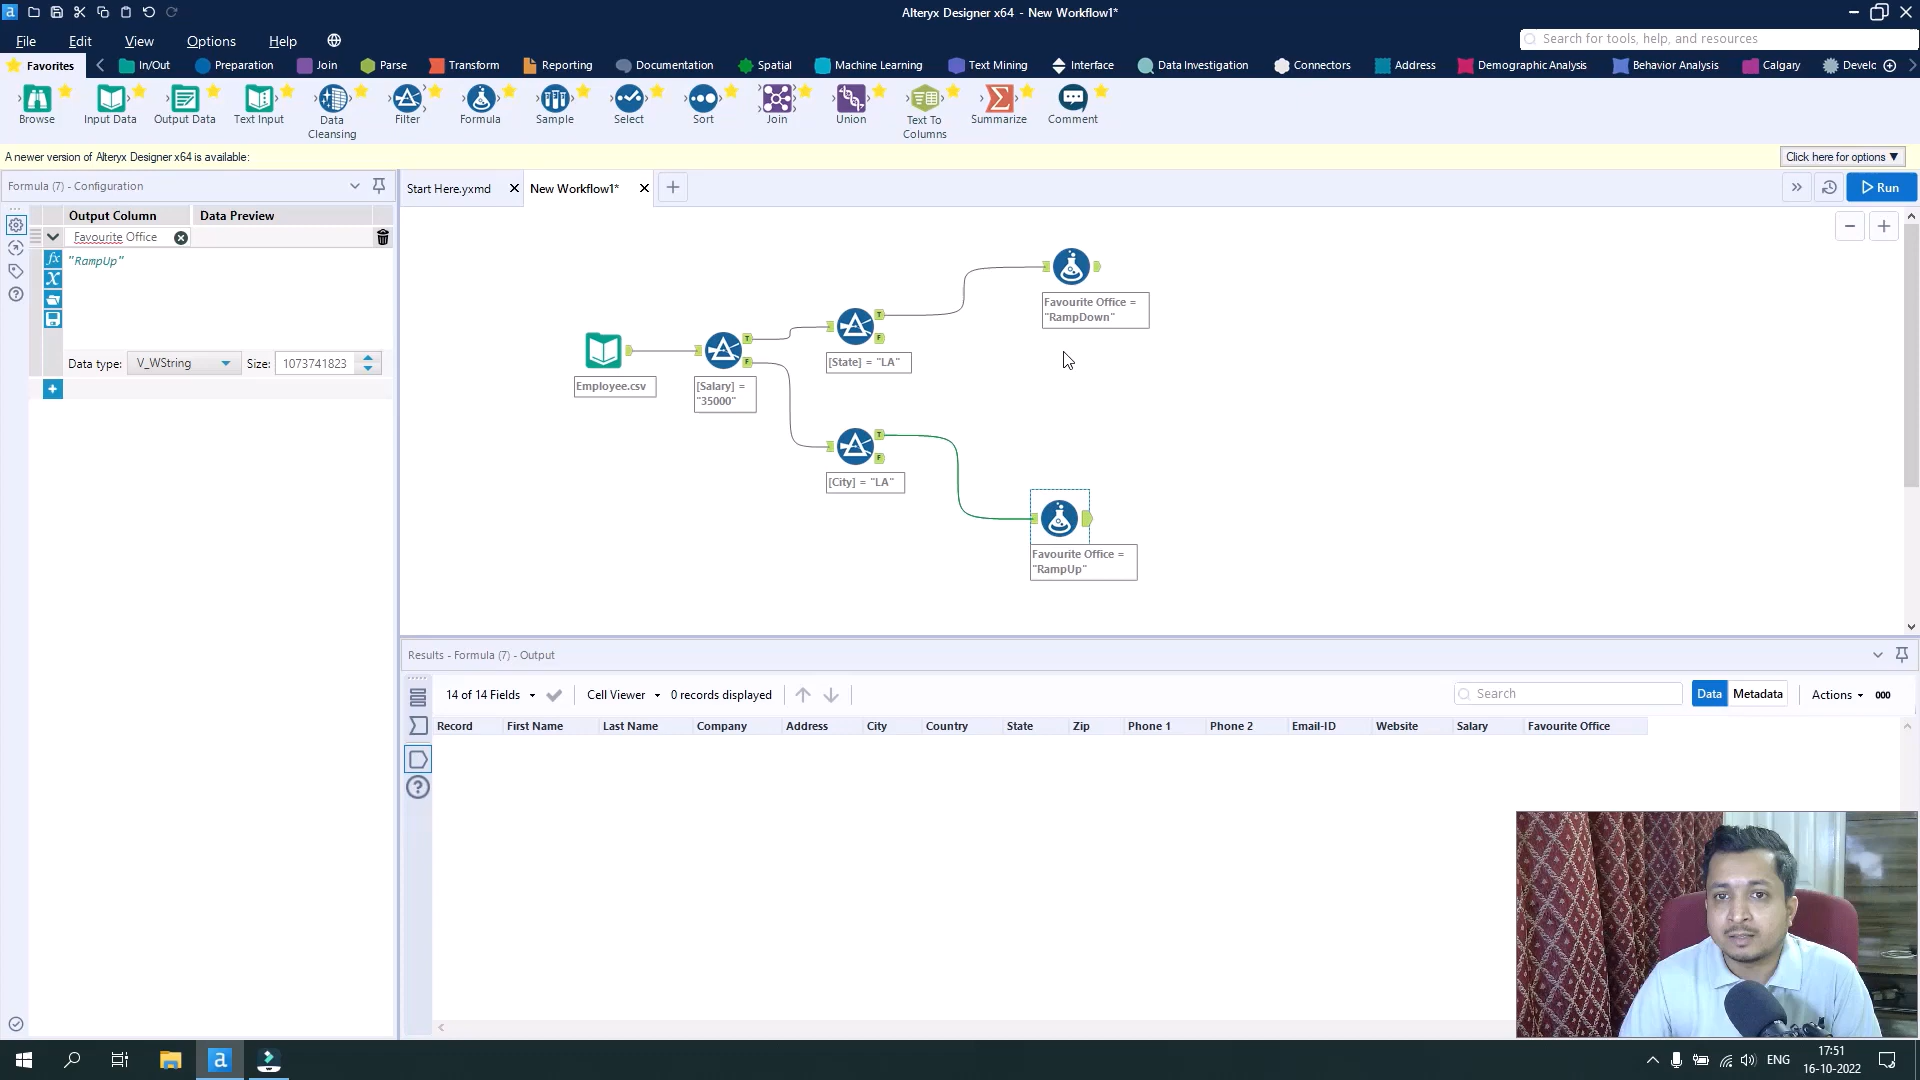 Alteryx Designer x64 - New Workflow1*
File Edit View Options Help
Search for tools, help, and resources
Favorites In/Out Preparation Join Parse Transform Reporting Documentation Spatial Machine Learning Text Mining Interface Data Investigation Connectors Address Demographic Analysis Behavior Analysis Calgary Develc
Browse Input Data Output Data Text Input Data Cleansing Filter Formula Sample Select Sort Join Union Text To Columns Summarize Comment
A newer version of Alteryx Designer x64 is available:
Click here for options ▼
Formula (7) - Configuration
Start Here.yxmd
New Workflow1*
Run
Output Column Data Preview
Favourite Office
"RampUp"
Data type: V_WString Size: 1073741823
Employee.csv
[Salary] =
"35000"
T
F
[State] = "LA"
T
F
[City] = "LA"
T
F
Favourite Office =
"RampDown"
Favourite Office =
"RampUp"
Results - Formula (7) - Output
14 of 14 Fields Cell Viewer 0 records displayed
Search
Data Metadata Actions 000
Record First Name Last Name Company Address City Country State Zip Phone 1 Phone 2 Email-ID Website Salary Favourite Office
ENG
17:51
16-10-2022